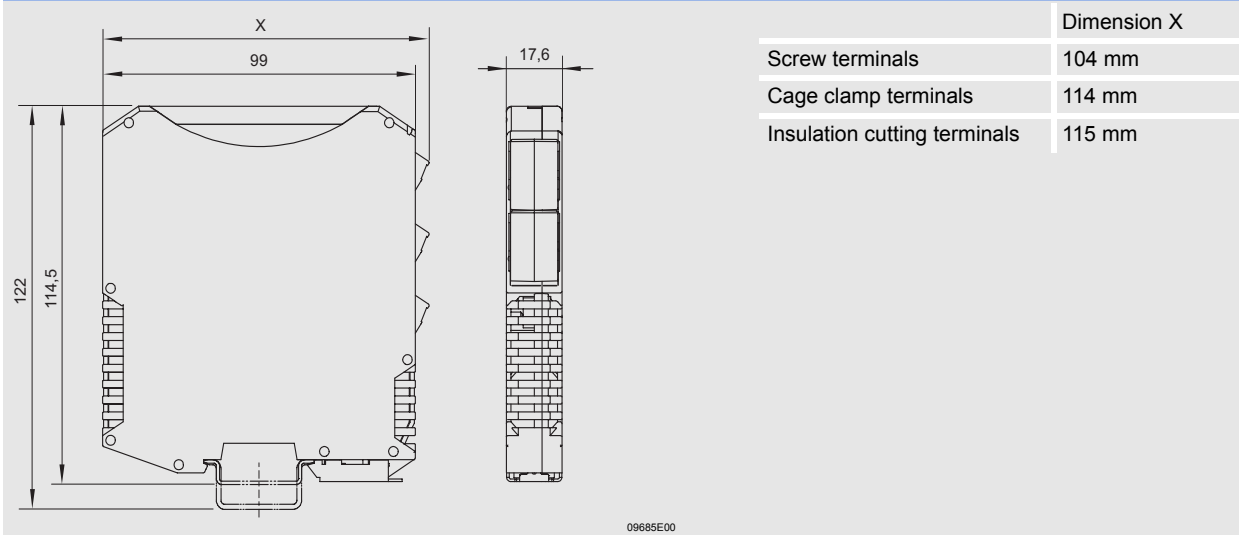 X
99
17,6
122
114,5
09685E00
Dimension X
Screw terminals 104 mm
Cage clamp terminals 114 mm
Insulation cutting terminals 115 mm